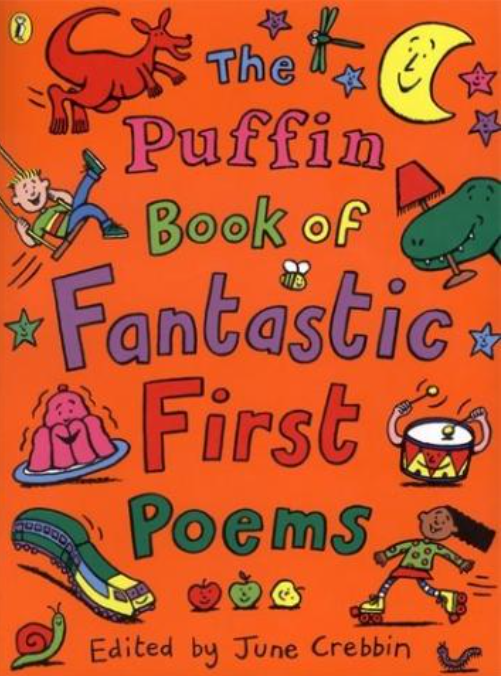 The
Puffin
Book of
Fantastic
First
Poems
Edited by June Crebbin